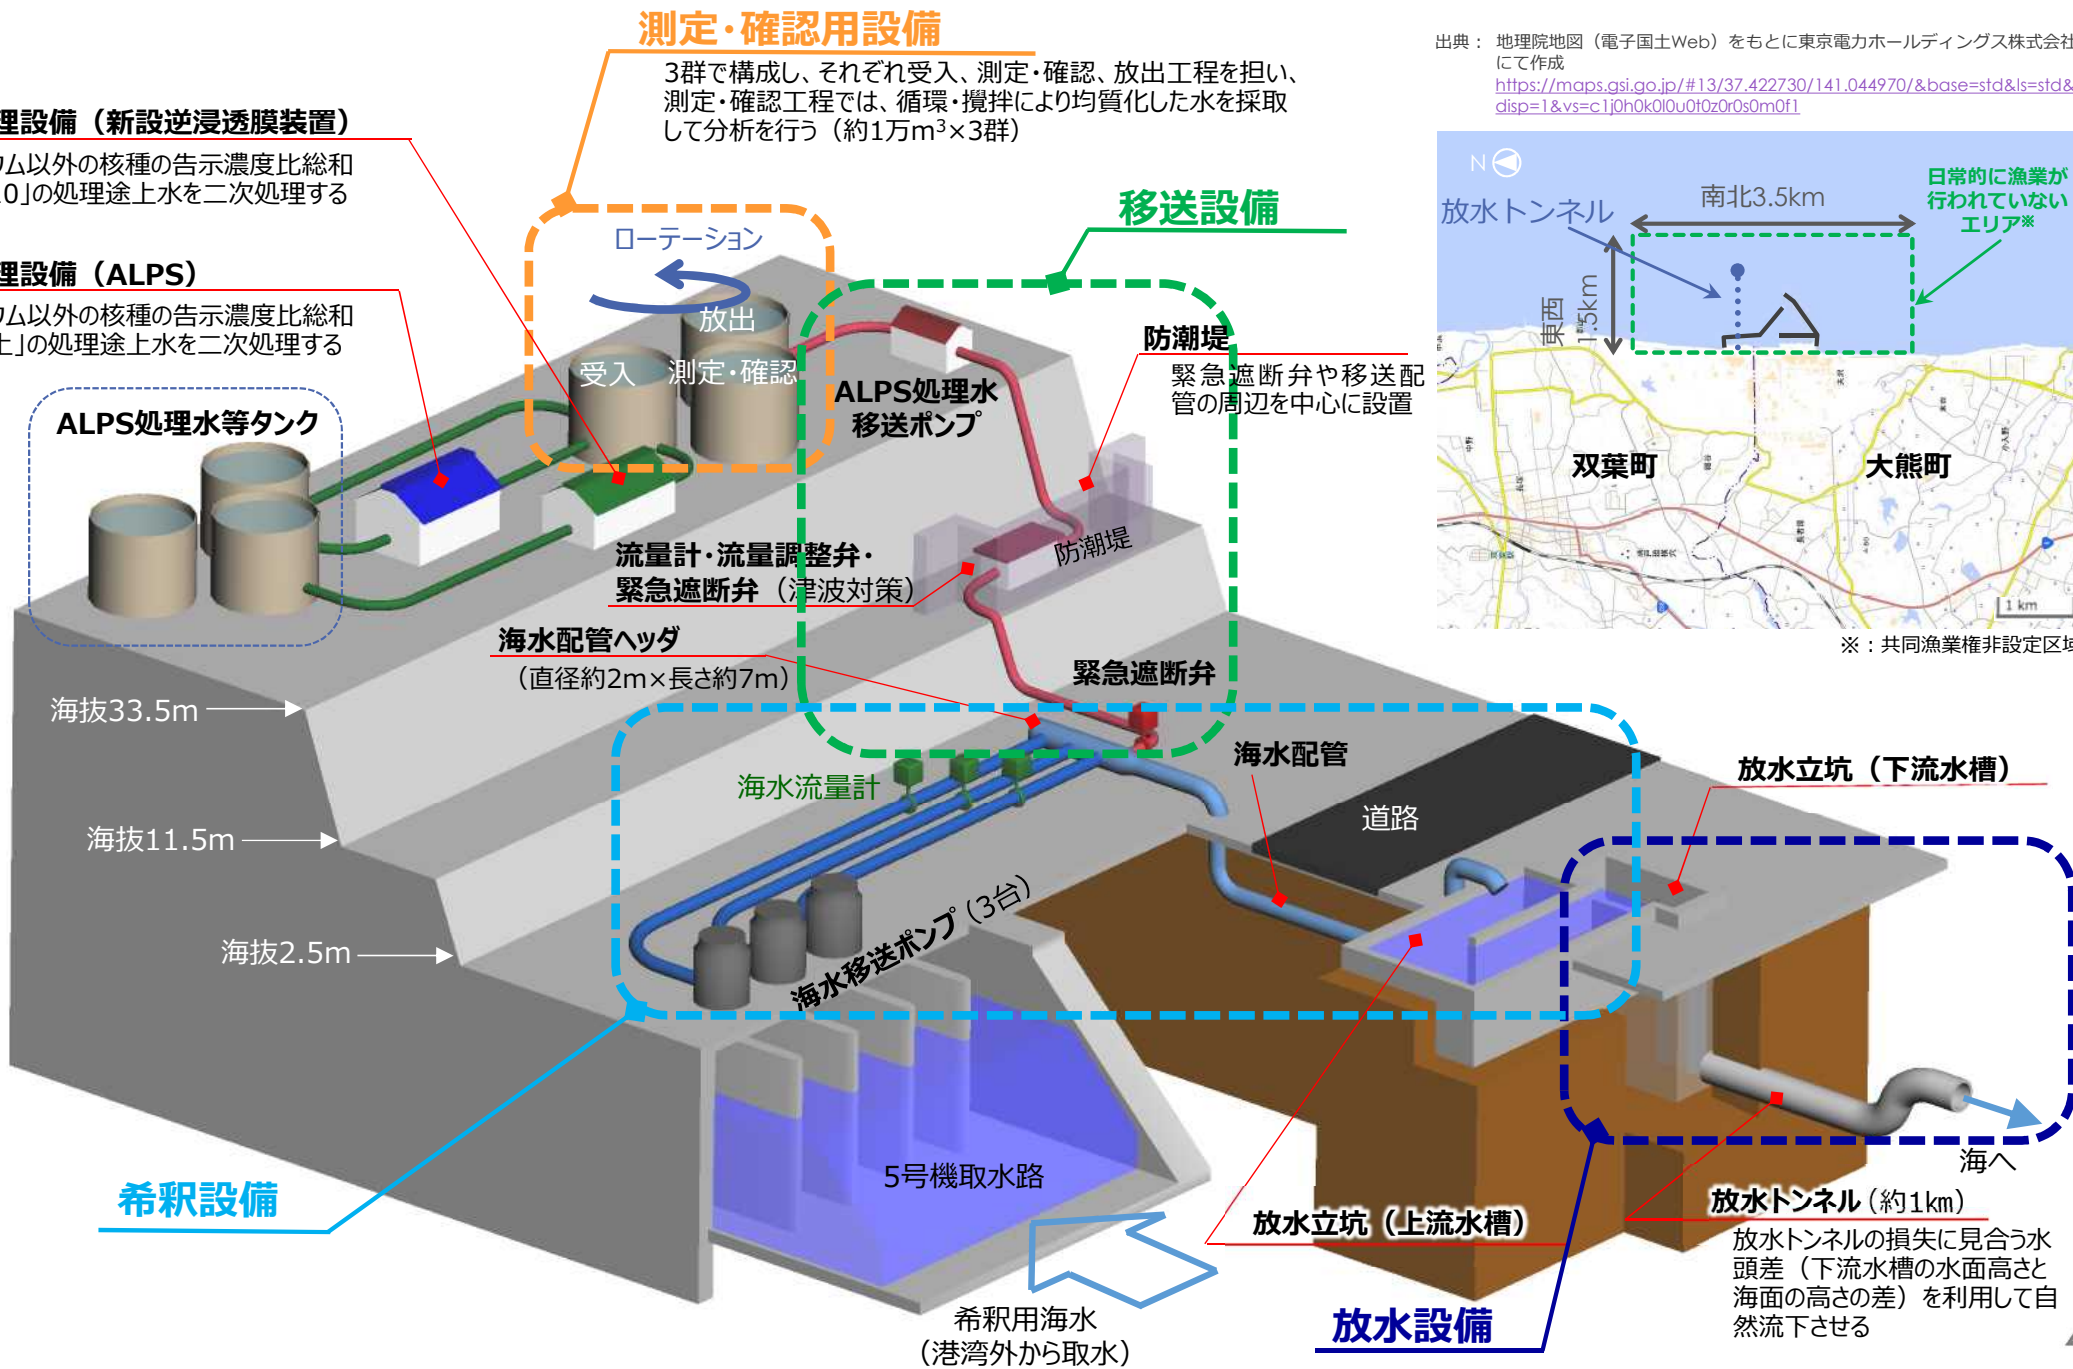 測定･確認用設備
3群で構成し、それぞれ受入、測定･確認、放出工程を担い、
測定･確認工程では、循環･攪拌により均質化した水を採取
して分析を行う（約1万m³×3群）
出典： 地理院地図（電子国土Web）をもとに東京電力ホールディングス株式会社
にて作成
https://maps.gsi.go.jp/#13/37.422730/141.044970/&base=std&ls=std&
disp=1&vs=c1j0h0k0l0u0t0z0r0s0m0f1
理設備（新設逆浸透膜装置）
ウム以外の核種の告示濃度比総和
0｣の処理途上水を二次処理する
理設備（ALPS）
ウム以外の核種の告示濃度比総和
上｣の処理途上水を二次処理する
移送設備
ローテーション
放出
受入
測定･確認
ALPS処理水等タンク
ALPS処理水
移送ポンプ
防潮堤
緊急遮断弁や移送配
管の周辺を中心に設置
防潮堤
流量計･流量調整弁･
緊急遮断弁（津波対策）
海水配管ヘッダ
（直径約2m×長さ約7m）
緊急遮断弁
N
放水トンネル
南北3.5km
日常的に漁業が
行われていない
エリア※
東西
1.5km
双葉町
大熊町
1 km
※：共同漁業権非設定区域
海抜33.5m
海抜11.5m
海抜2.5m
海水流量計
海水配管
道路
放水立坑（下流水槽）
海水移送ポンプ（3台）
5号機取水路
希釈設備
希釈用海水
（港湾外から取水）
放水立坑（上流水槽）
放水設備
海へ
放水トンネル（約1km）
放水トンネルの損失に見合う水
頭差（下流水槽の水面高さと
海面の高さの差）を利用して自
然流下させる